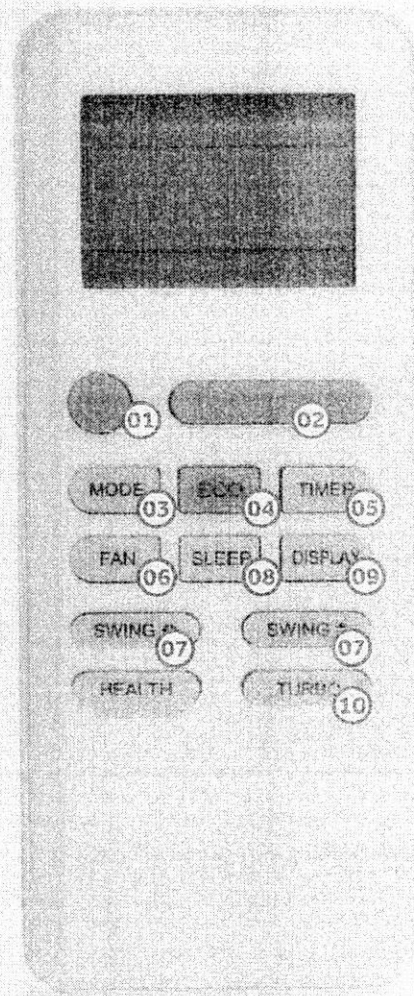 01 02
MODE 03 ECO 04 TIMER 05
FAN 06 SLEEP 08 DISPLAY 09
SWING 07 SWING 07
HEALTH TURBO 10